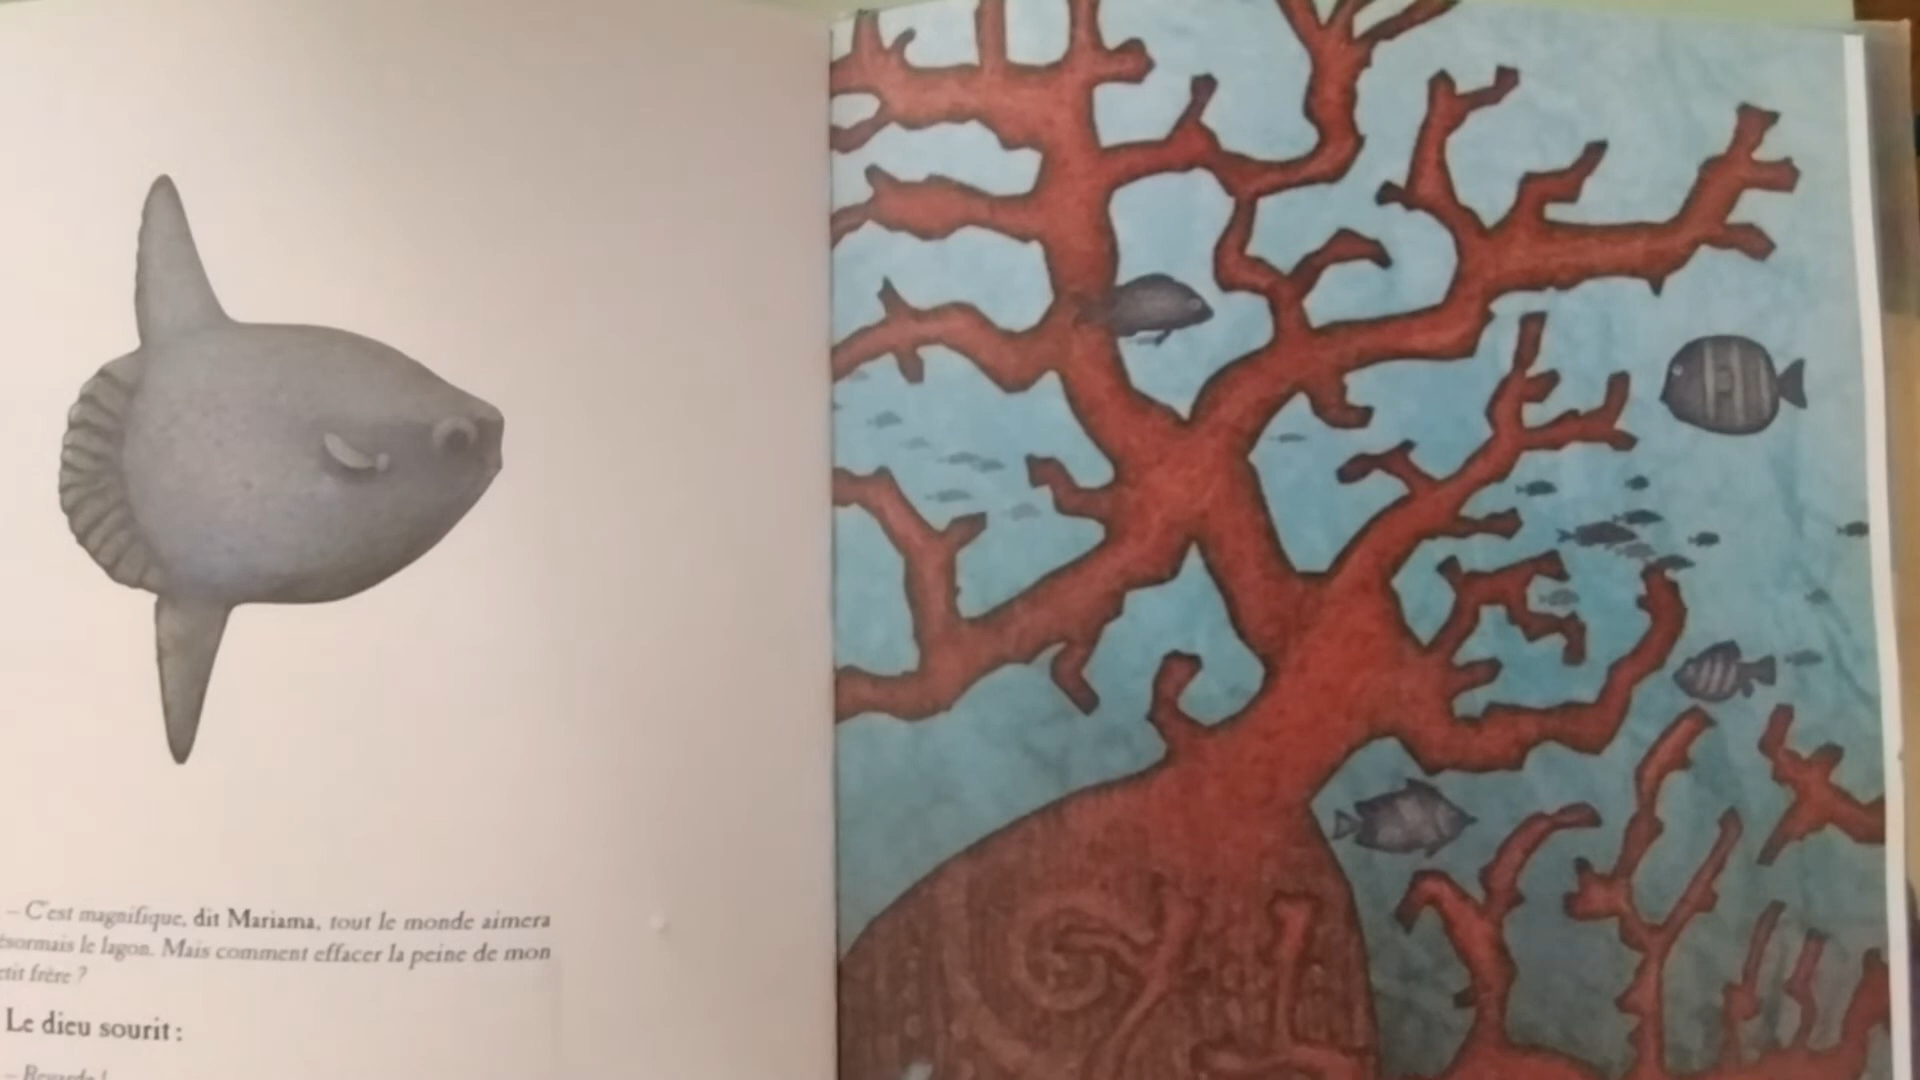 – C'est magnifique, dit Mariama, tout le monde aimera
ésormais le lagon. Mais comment effacer la peine de mon
etit frère ?
Le dieu sourit :
– Regarde !